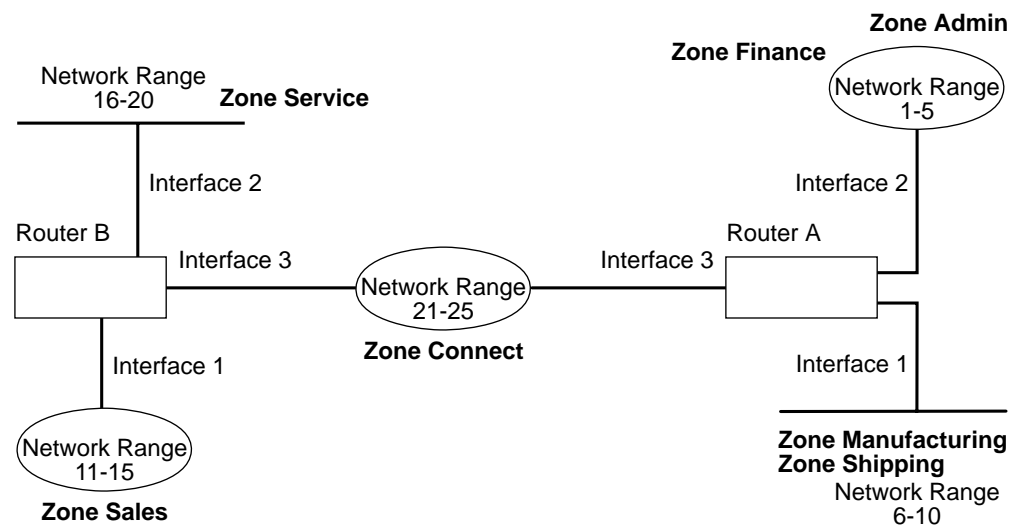 Zone Admin
Zone Finance
Network Range
1-5
Network Range
16-20
Zone Service
Interface 2
Interface 2
Router B
Router A
Interface 3
Interface 3
Network Range
21-25
Zone Connect
Interface 1
Interface 1
Network Range
11-15
Zone Sales
Zone Manufacturing
Zone Shipping
Network Range
6-10